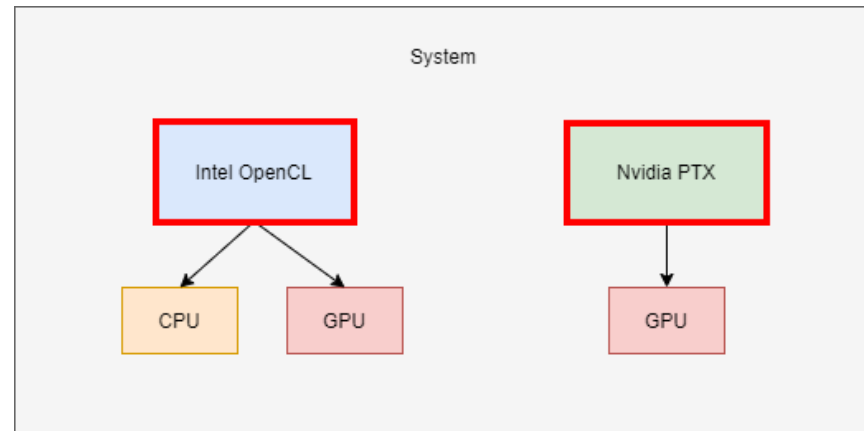 System
Intel OpenCL
Nvidia PTX
CPU
GPU
GPU